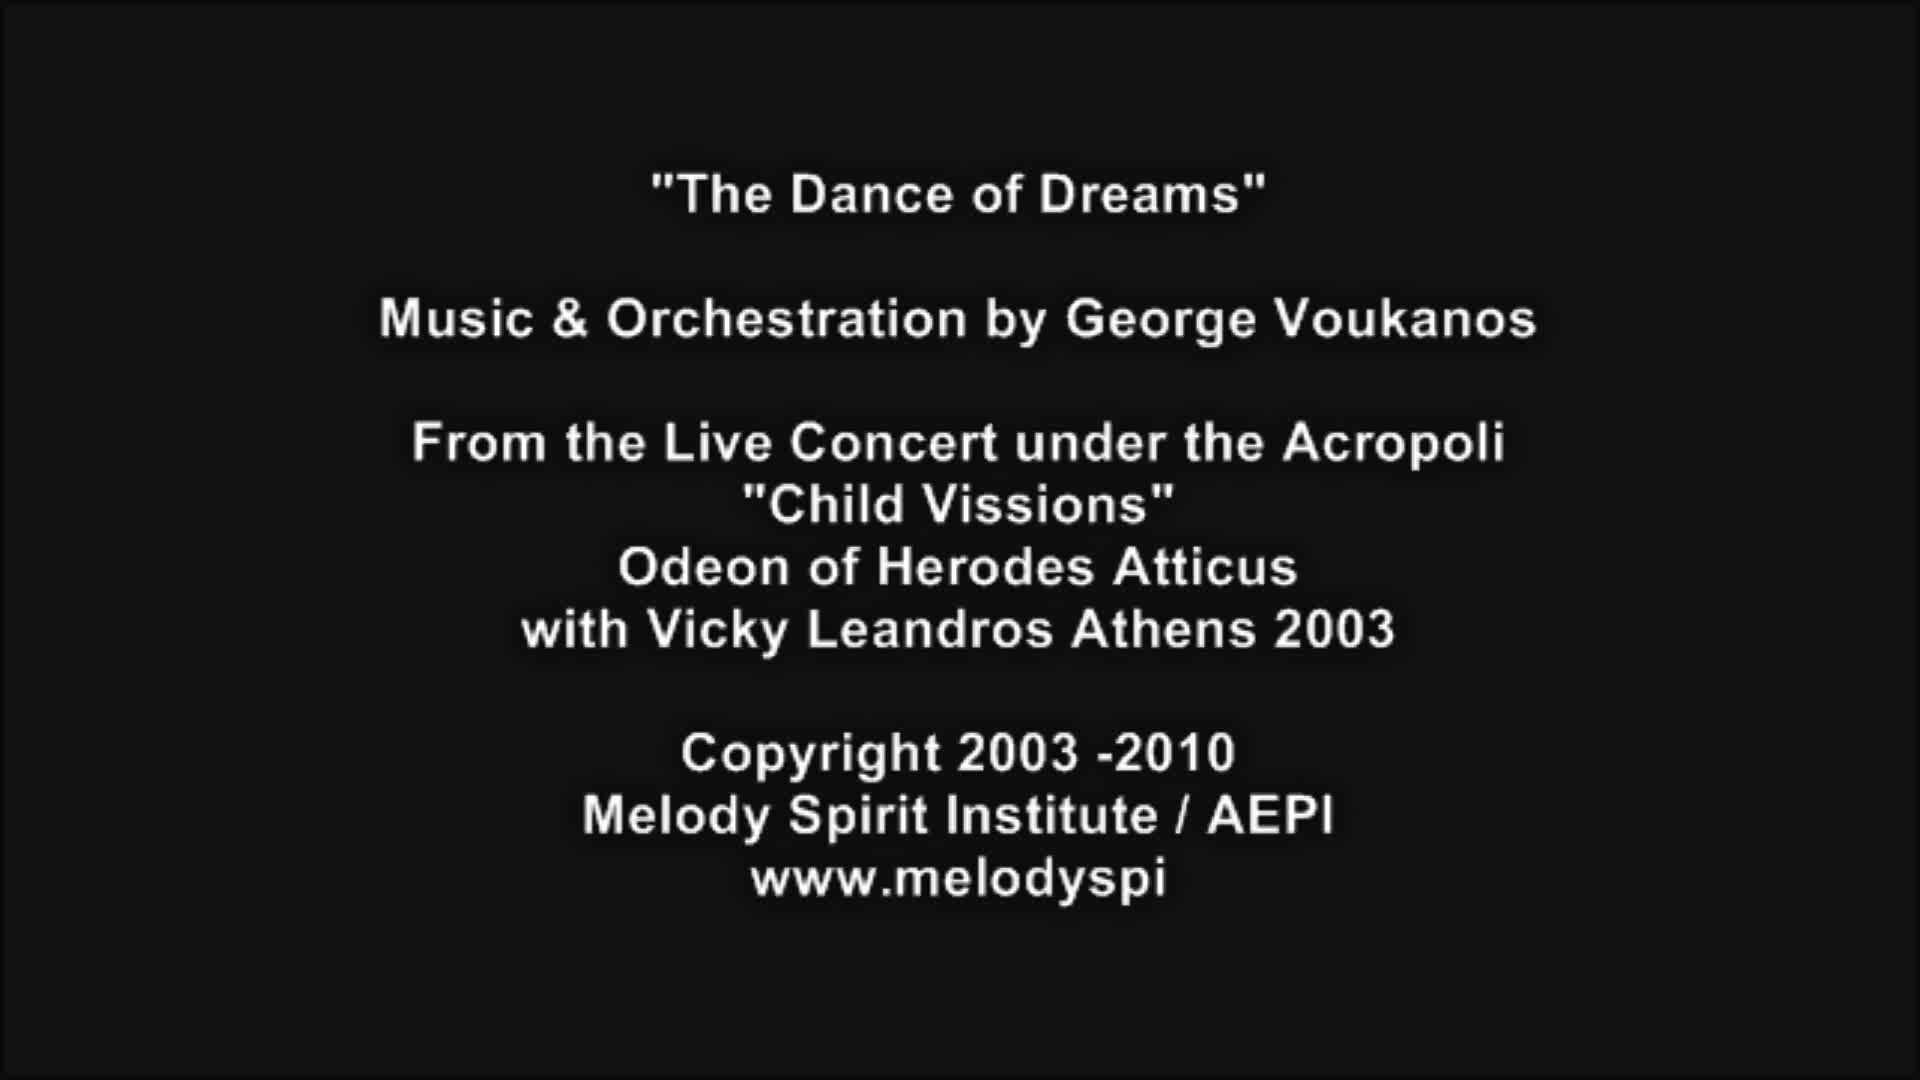 "The Dance of Dreams"
Music & Orchestration by George Voukanos
From the Live Concert under the Acropoli
"Child Vissions"
Odeon of Herodes Atticus
with Vicky Leandros Athens 2003
Copyright 2003 -2010
Melody Spirit Institute / AEPI
www.melodyspi